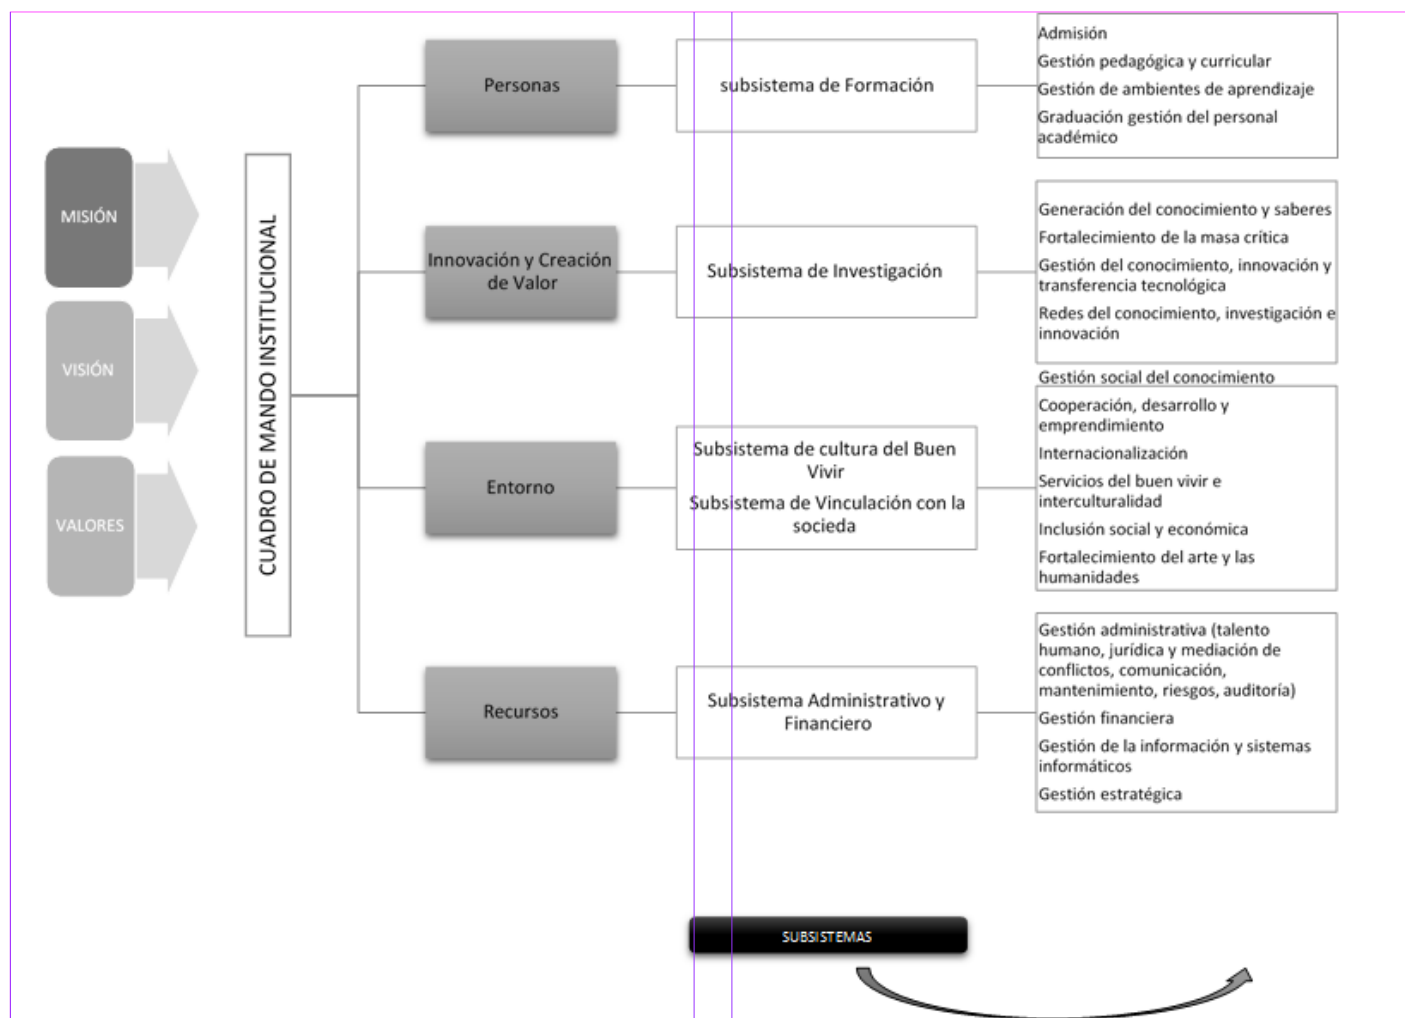 MISIÓN
VISIÓN
VALORES
CUADRO DE MANDO INSTITUCIONAL
Personas
subsistema de Formación
Admisión
Gestión pedagógica y curricular
Gestión de ambientes de aprendizaje
Graduación gestión del personal
académico
Innovación y Creación
de Valor
Subsistema de Investigación
Generación del conocimiento y saberes
Fortalecimiento de la masa crítica
Gestión del conocimiento, innovación y
transferencia tecnológica
Redes del conocimiento, investigación e
innovación
Entorno
Subsistema de cultura del Buen
Vivir
Subsistema de Vinculación con la
socieda
Gestión social del conocimiento
Cooperación, desarrollo y
emprendimiento
Internacionalización
Servicios del buen vivir e
interculturalidad
Inclusión social y económica
Fortalecimiento del arte y las
humanidades
Recursos
Subsistema Administrativo y
Financiero
Gestión administrativa (talento
humano, jurídica y mediación de
conflictos, comunicación,
mantenimiento, riesgos, auditoría)
Gestión financiera
Gestión de la información y sistemas
informáticos
Gestión estratégica
SUBSISTEMAS